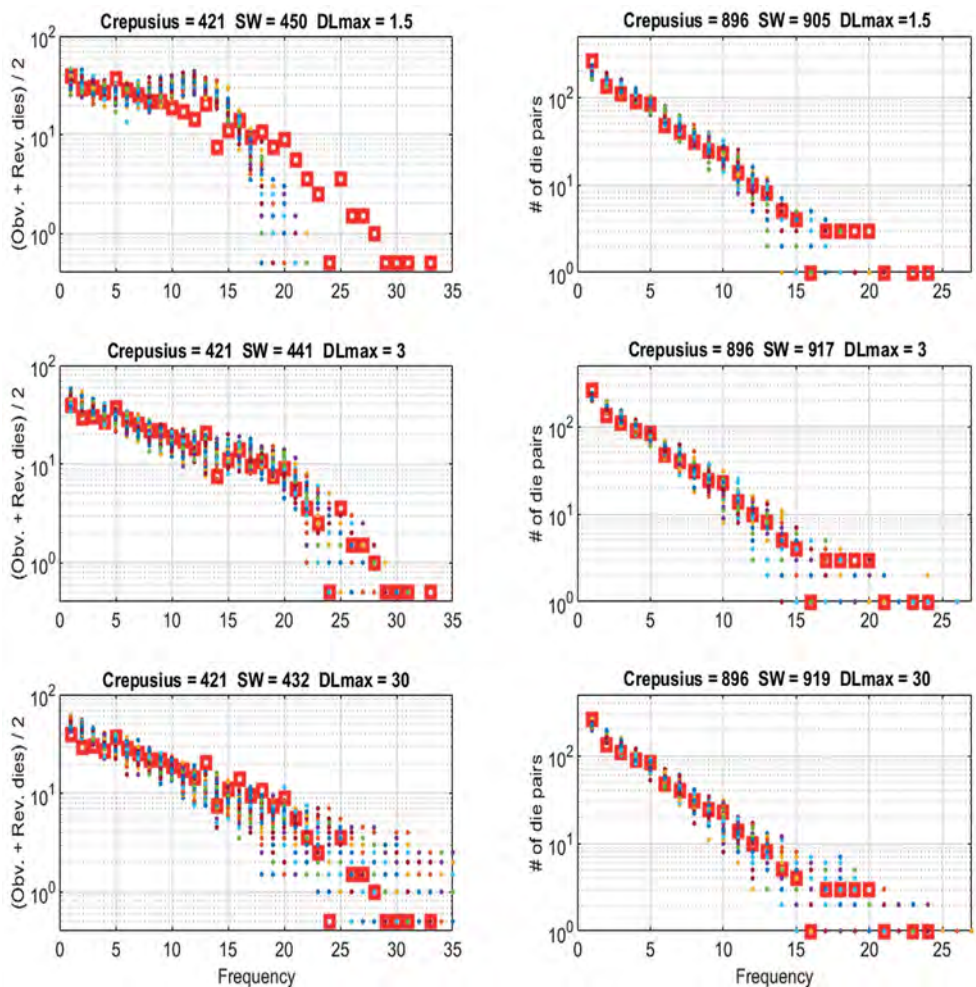 Crepusius = 421 SW = 450 DLmax = 1.5
(Obv. + Rev. dies) / 2
10^2
10^1
10^0
0 5 10 15 20 25 30 35
Crepusius = 896 SW = 905 DLmax =1.5
# of die pairs
10^2
10^1
10^0
0 5 10 15 20 25
Crepusius = 421 SW = 441 DLmax = 3
(Obv. + Rev. dies) / 2
10^2
10^1
10^0
0 5 10 15 20 25 30 35
Crepusius = 896 SW = 917 DLmax = 3
# of die pairs
10^2
10^1
10^0
0 5 10 15 20 25
Crepusius = 421 SW = 432 DLmax = 30
(Obv. + Rev. dies) / 2
10^2
10^1
10^0
0 5 10 15 20 25 30 35
Frequency
Crepusius = 896 SW = 919 DLmax = 30
# of die pairs
10^2
10^1
10^0
0 5 10 15 20 25
Frequency